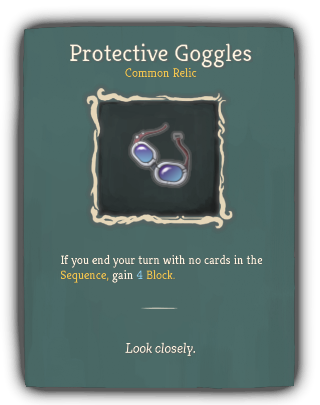 Protective Goggles
Common Relic
If you end your turn with no cards in the
Sequence, gain 4 Block.
Look closely.